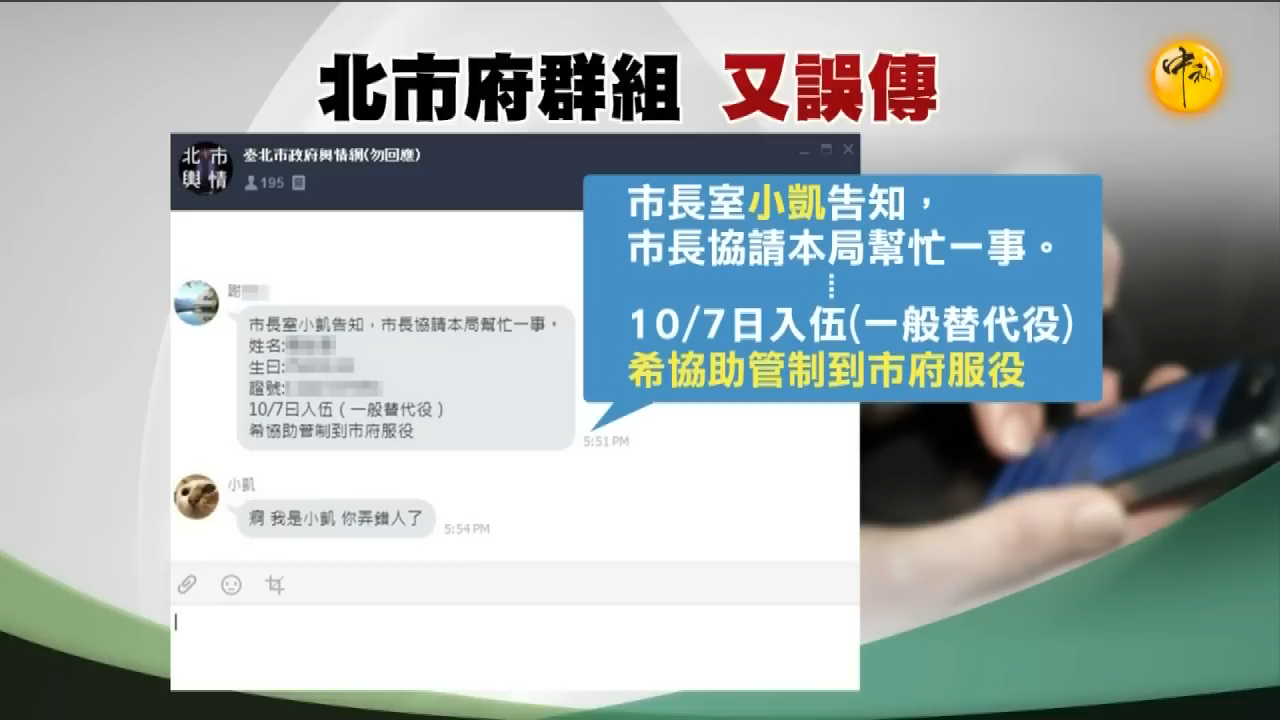 北市府群組 又誤傳
中秋
北市
輿情
臺北市政府輿情網(勿回應)
195
市長室小凱告知，
市長協請本局幫忙一事。
10/7日入伍(一般替代役)
希協助管制到市府服役
謝
市長室小凱告知，市長協請本局幫忙一事。
姓名:
生日:
證號:
10/7日入伍（一般替代役）
希協助管制到市府服役
5:51 PM
小凱
痾 我是小凱 你弄錯人了
5:54 PM